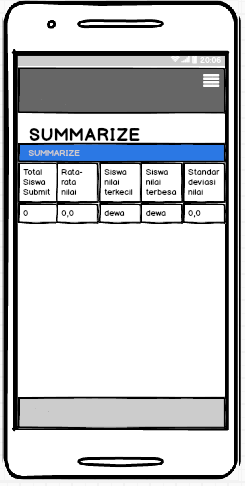 20:06
SUMMARIZE
SUMMARIZE
Total Siswa Submit
Rata-rata nilai
Siswa nilai terkecil
Siswa nilai terbesa
Standar deviasi nilai
0
0,0
dewa
dewa
0,0